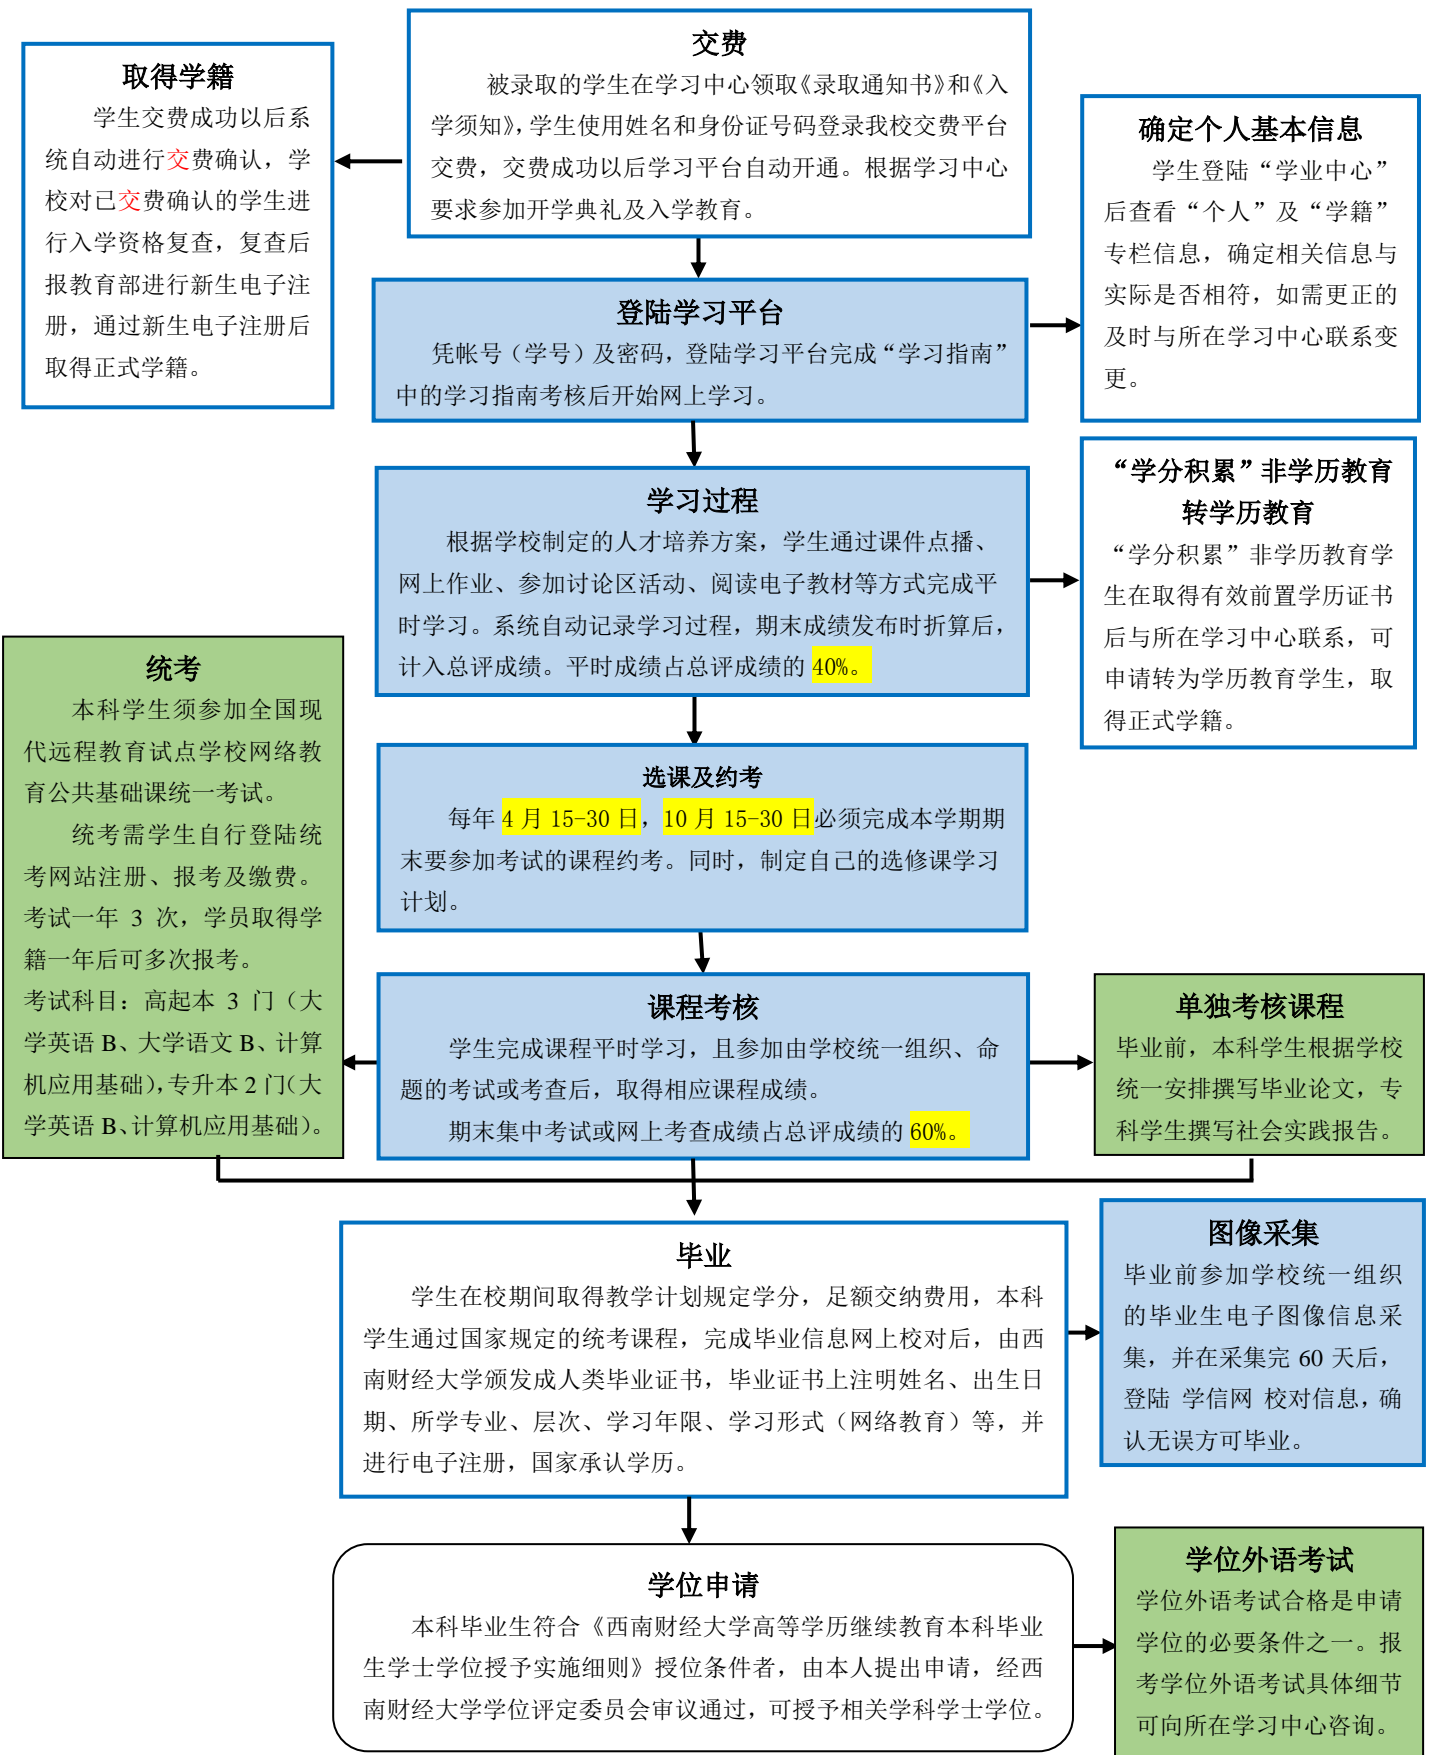 交费
被录取的学生在学习中心领取《录取通知书》和《入
学须知》，学生使用姓名和身份证号码登录我校交费平台
交费，交费成功以后学习平台自动开通。根据学习中心
要求参加开学典礼及入学教育。
取得学籍
学生交费成功以后系
统自动进行交费确认，学
校对已交费确认的学生进
行入学资格复查，复查后
报教育部进行新生电子注
册，通过新生电子注册后
取得正式学籍。
确定个人基本信息
学生登陆“学业中心”
后查看“个人”及“学籍”
专栏信息，确定相关信息与
实际是否相符，如需更正的
及时与所在学习中心联系变
更。
登陆学习平台
凭帐号（学号）及密码，登陆学习平台完成“学习指南”
中的学习指南考核后开始网上学习。
学习过程
根据学校制定的人才培养方案，学生通过课件点播、
网上作业、参加讨论区活动、阅读电子教材等方式完成平
时学习。系统自动记录学习过程，期末成绩发布时折算后，
计入总评成绩。平时成绩占总评成绩的 40%。
“学分积累”非学历教育
转学历教育
“学分积累”非学历教育学
生在取得有效前置学历证书
后与所在学习中心联系，可
申请转为学历教育学生，取
得正式学籍。
统考
本科学生须参加全国现
代远程教育试点学校网络教
育公共基础课统一考试。
统考需学生自行登陆统
考网站注册、报考及缴费。
考试一年 3 次，学员取得学
籍一年后可多次报考。
考试科目：高起本 3 门（大
学英语 B、大学语文 B、计算
机应用基础），专升本 2 门（大
学英语 B、计算机应用基础）。
选课及约考
每年 4 月 15-30 日，10 月 15-30 日必须完成本学期期
末要参加考试的课程约考。同时，制定自己的选修课学习
计划。
课程考核
学生完成课程平时学习，且参加由学校统一组织、命
题的考试或考查后，取得相应课程成绩。
期末集中考试或网上考查成绩占总评成绩的 60%。
单独考核课程
毕业前，本科学生根据学校
统一安排撰写毕业论文，专
科学生撰写社会实践报告。
毕业
学生在校期间取得教学计划规定学分，足额交纳费用，本科
学生通过国家规定的统考课程，完成毕业信息网上校对后，由西
南财经大学颁发成人类毕业证书，毕业证书上注明姓名、出生日
期、所学专业、层次、学习年限、学习形式（网络教育）等，并
进行电子注册，国家承认学历。
图像采集
毕业前参加学校统一组织
的毕业生电子图像信息采
集，并在采集完 60 天后，
登陆 学信网 校对信息，确
认无误方可毕业。
学位申请
本科毕业生符合《西南财经大学高等学历继续教育本科毕业
生学士学位授予实施细则》授位条件者，由本人提出申请，经西
南财经大学学位评定委员会审议通过，可授予相关学科学士学位。
学位外语考试
学位外语考试合格是申请
学位的必要条件之一。报
考学位外语考试具体细节
可向所在学习中心咨询。